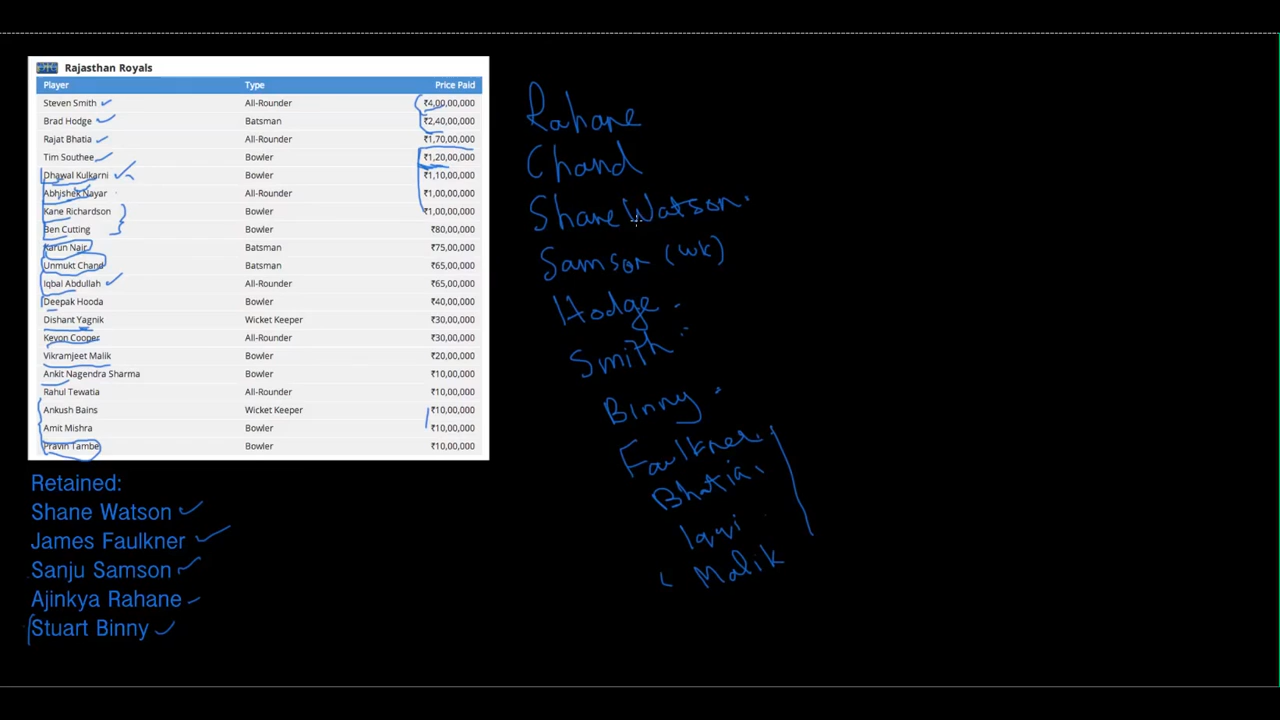 Rajasthan Royals
Player Type Price Paid
Steven Smith All-Rounder ₹4,00,00,000
Brad Hodge Batsman ₹2,40,00,000
Rajat Bhatia All-Rounder ₹1,70,00,000
Tim Southee Bowler ₹1,20,00,000
Dhawal Kulkarni Bowler ₹1,10,00,000
Abhjshek Nayar All-Rounder ₹1,00,00,000
Kane Richardson Bowler ₹1,00,00,000
Ben Cutting Bowler ₹80,00,000
Karun Nair Batsman ₹75,00,000
Unmukt Chand Batsman ₹65,00,000
Iqbal Abdullah All-Rounder ₹65,00,000
Deepak Hooda Bowler ₹40,00,000
Dishant Yagnik Wicket Keeper ₹30,00,000
Kevon Cooper All-Rounder ₹30,00,000
Vikramjeet Malik Bowler ₹20,00,000
Ankit Nagendra Sharma Bowler ₹10,00,000
Rahul Tewatia All-Rounder ₹10,00,000
Ankush Bains Wicket Keeper ₹10,00,000
Amit Mishra Bowler ₹10,00,000
Pravin Tambe Bowler ₹10,00,000
Retained:
Shane Watson
James Faulkner
Sanju Samson
Ajinkya Rahane
Stuart Binny
Rahane
Chand
Shane Watson
Samson (wk)
Hodge
Smith
Binny
Faulkner
Bhatia
Malik